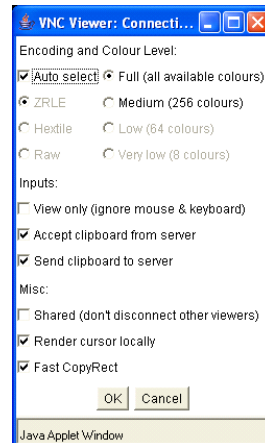 VNC Viewer: Connecti...
Encoding and Colour Level:
Auto select Full (all available colours)
ZRLE Medium (256 colours)
Hextile Low (64 colours)
Raw Very low (8 colours)
Inputs:
View only (ignore mouse & keyboard)
Accept clipboard from server
Send clipboard to server
Misc:
Shared (don't disconnect other viewers)
Render cursor locally
Fast CopyRect
OK Cancel
Java Applet Window